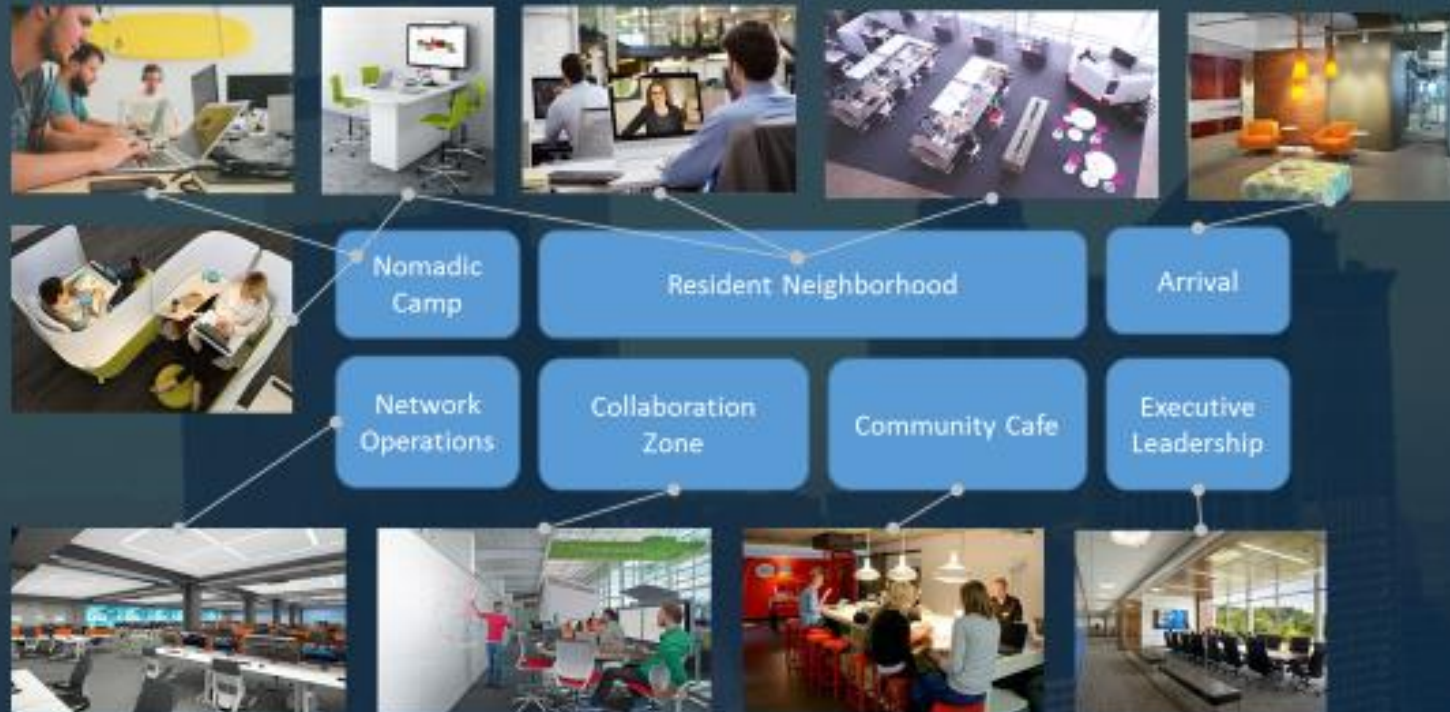 Nomadic
Camp
Resident Neighborhood
Arrival
Network
Operations
Collaboration
Zone
Community Cafe
Executive
Leadership